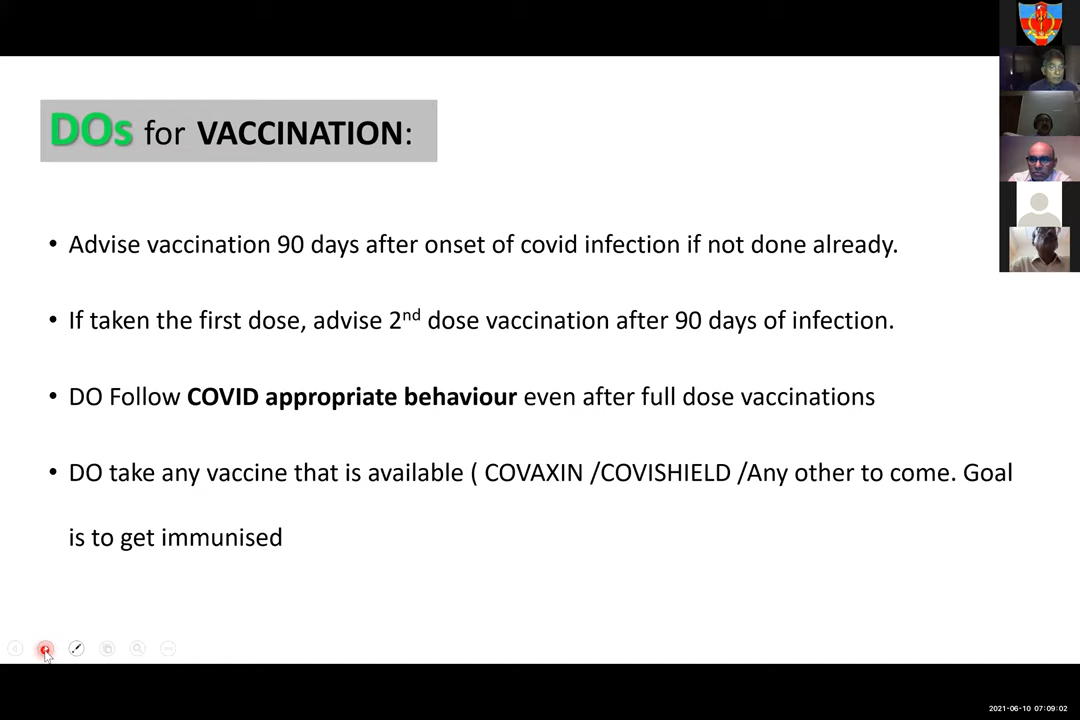 DOs for VACCINATION:
• Advise vaccination 90 days after onset of covid infection if not done already.
• If taken the first dose, advise 2nd dose vaccination after 90 days of infection.
• DO Follow COVID appropriate behaviour even after full dose vaccinations
• DO take any vaccine that is available ( COVAXIN /COVISHIELD /Any other to come. Goal
is to get immunised
2021-06-10 07:09:02